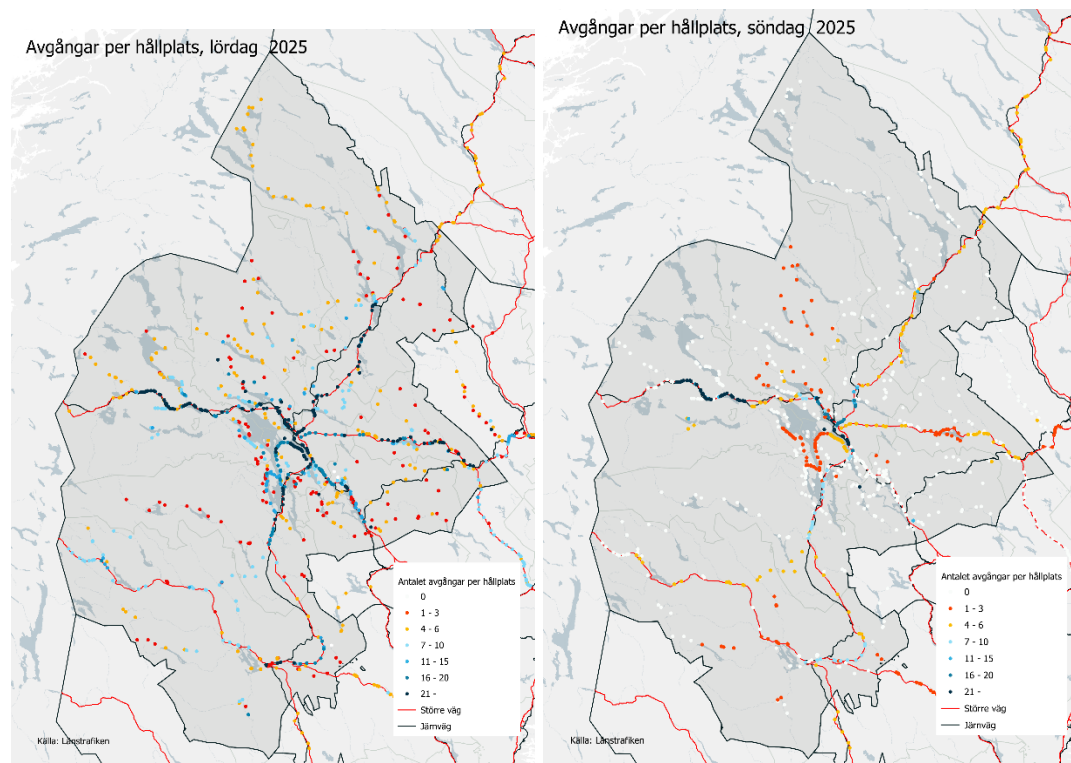 Avgångar per hållplats, lördag  2025
Antalet avgångar per hållplats
0
1 - 3
4 - 6
7 - 10
11 - 15
16 - 20
21 -
Större väg
Järnväg
Källa: Länstrafiken
Avgångar per hållplats, söndag  2025
Antalet avgångar per hållplats
0
1 - 3
4 - 6
7 - 10
11 - 15
16 - 20
21 -
Större väg
Järnväg
Källa: Länstrafiken